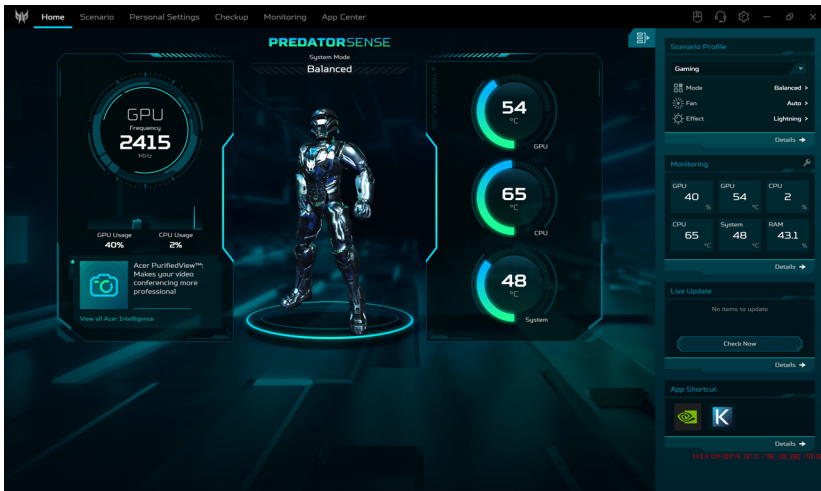 Home Scenario Personal Settings Checkup Monitoring App Center
PREDATORSENSE
System Mode
Balanced
GPU
Frequency
2415
MHz
GPU Usage
40%
CPU Usage
2%
Acer PurifiedView™:
Makes your video
conferencing more
professional
View all Acer Intelligence
54
°C
GPU
65
°C
CPU
48
°C
System
Scenario Profile
Gaming
Mode Balanced >
Fan Auto >
Effect Lightning >
Details →
Monitoring
GPU
40
%
GPU
54
°C
CPU
2
%
CPU
65
°C
System
48
°C
RAM
43.1
%
Details →
Live Update
No items to update
Check Now
Details →
App Shortcut
K
Details →